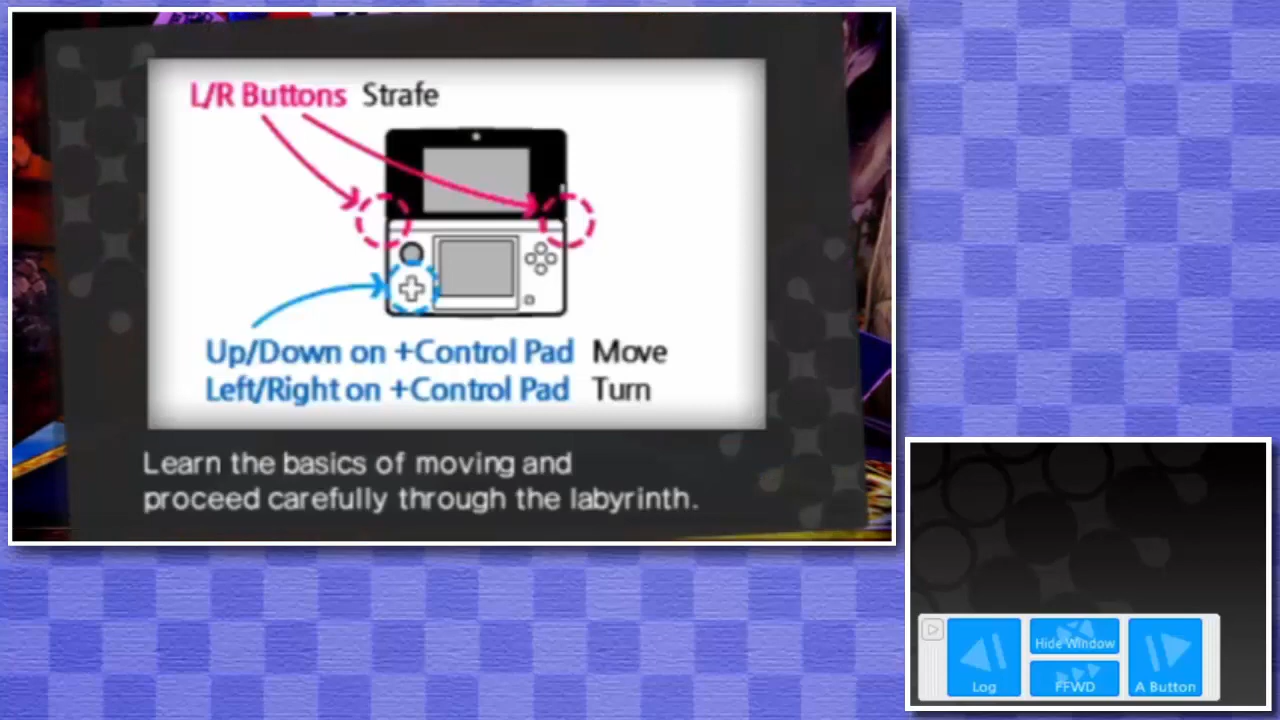 L/R Buttons Strafe
Up/Down on +Control Pad Move
Left/Right on +Control Pad Turn
Learn the basics of moving and
proceed carefully through the labyrinth.
Hide Window
Log
FFWD
A Button